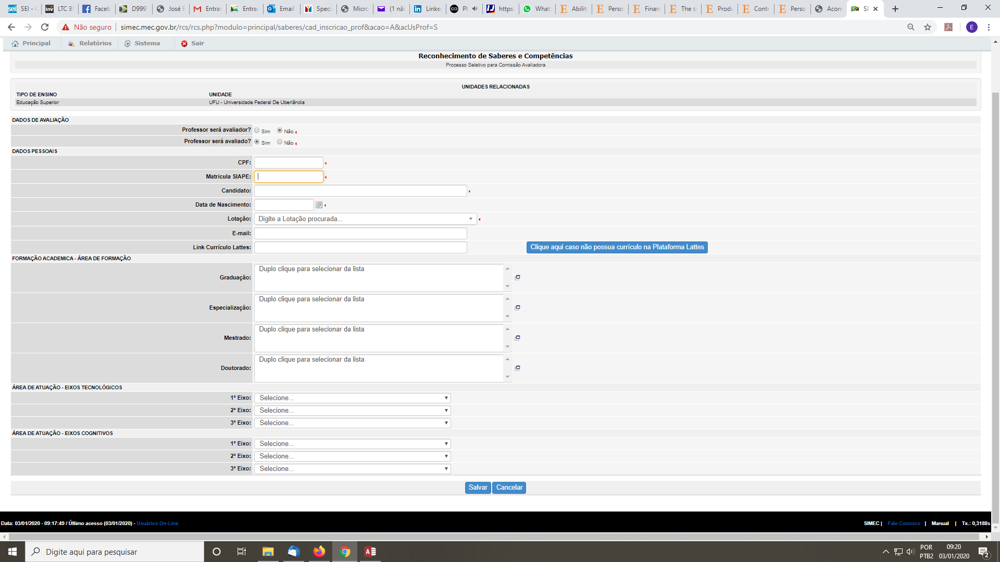 SEI - LTC B Faceb D999 José F Entra Entra Email Speci Micro (1 não Linke Pl https What Ability Perso Finan The s Produ Contr Perso Acom SI
Não seguro simec.mec.gov.br/rcs/rcs.php?modulo=principal/saberes/cad_inscricao_prof&acao=A&acUsProf=S E
Principal Relatórios Sistema Sair
Reconhecimento de Saberes e Competências
Processo Seletivo para Comissão Avaliadora
UNIDADES RELACIONADAS
TIPO DE ENSINO UNIDADE
Educação Superior UFU - Universidade Federal De Uberlândia
DADOS DE AVALIAÇÃO
Professor será avaliador? Sim Não
Professor será avaliado? Sim Não
DADOS PESSOAIS
CPF:
Matricula SIAPE:
Candidato:
Data de Nascimento:
Lotação: Digite a Lotação procurada...
E-mail:
Link Currículo Lattes: Clique aqui caso não possua currículo na Plataforma Lattes
FORMAÇÃO ACADEMICA - ÁREA DE FORMAÇÃO
Graduação: Duplo clique para selecionar da lista
Especialização: Duplo clique para selecionar da lista
Mestrado: Duplo clique para selecionar da lista
Doutorado: Duplo clique para selecionar da lista
ÁREA DE ATUAÇÃO - EIXOS TECNOLÓGICOS
1º Eixo: Selecione...
2º Eixo: Selecione...
3º Eixo: Selecione...
ÁREA DE ATUAÇÃO - EIXOS COGNITIVOS
1º Eixo: Selecione...
2º Eixo: Selecione...
3º Eixo: Selecione...
Salvar Cancelar
Data: 03/01/2020 - 09:17:49 / Último acesso (03/01/2020) - Usuários On-Line SIMEC | Fale Conosco | Manual | Tx.: 0,3188s
Digite aqui para pesquisar POR 09:20
PTB2 03/01/2020 2